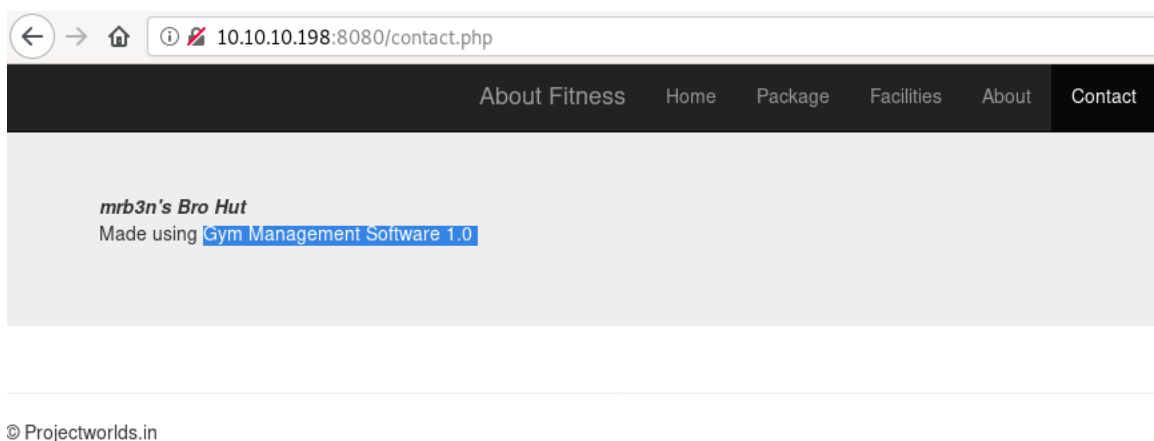 10.10.10.198:8080/contact.php
About Fitness Home Package Facilities About Contact
mrb3n's Bro Hut
Made using Gym Management Software 1.0
© Projectworlds.in